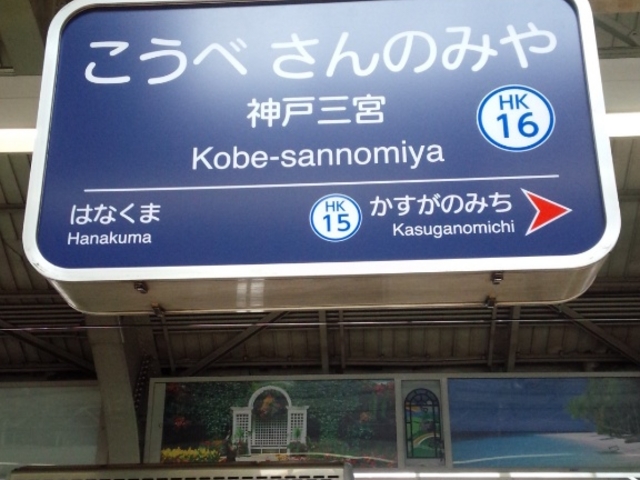 こうべ さんのみや
神戸三宮
HK
16
Kobe-sannomiya
はなくま
Hanakuma
HK
15
かすがのみち
Kasuganomichi